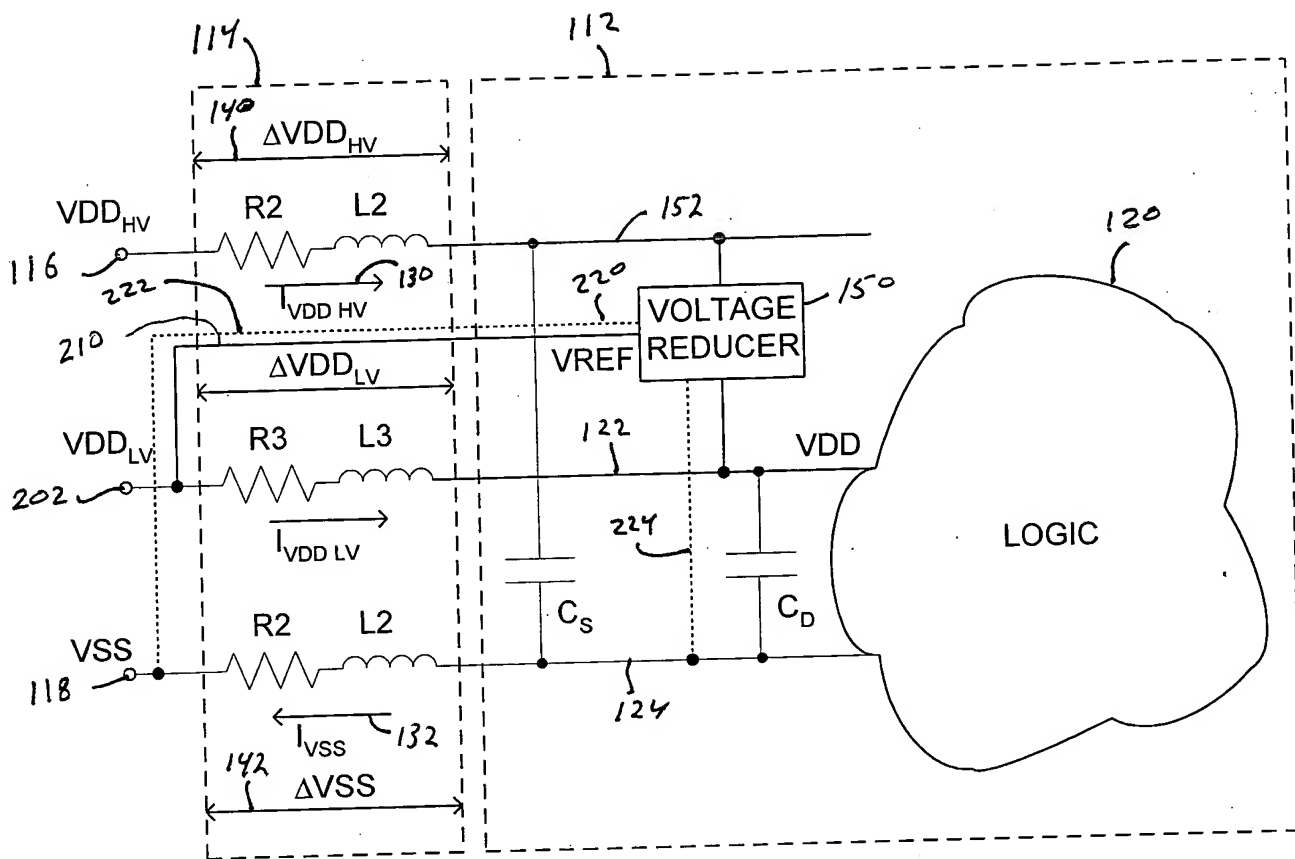 114
112
140
ΔVDD_HV
R2 L2
152
VDD_HV
120
116
222
130
220
I_VDD HV
VOLTAGE
REDUCER
150
210
VREF
ΔVDD_LV
VDD_LV
R3 L3
122
VDD
202
224
I_VDD LV
LOGIC
C_S
C_D
R2 L2
VSS
118
124
132
I_VSS
142
ΔVSS